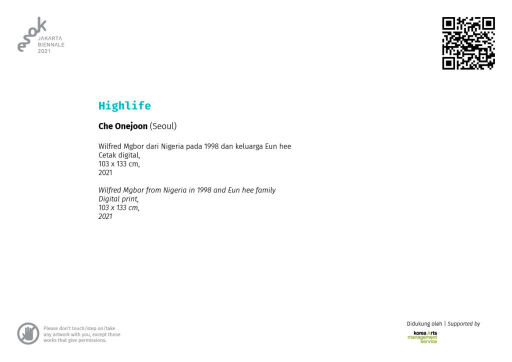 esok
JAKARTA
BIENNALE
2021
Highlife
Che Onejoon (Seoul)
Wilfred Mgbor dari Nigeria pada 1998 dan keluarga Eun hee
Cetak digital,
103 x 133 cm,
2021
Wilfred Mgbor from Nigeria in 1998 and Eun hee family
Digital print,
103 x 133 cm,
2021
Please don't touch/step on/take
any artwork with you, except those
works that give permissions.
Didukung oleh | Supported by
korea arts
management
service